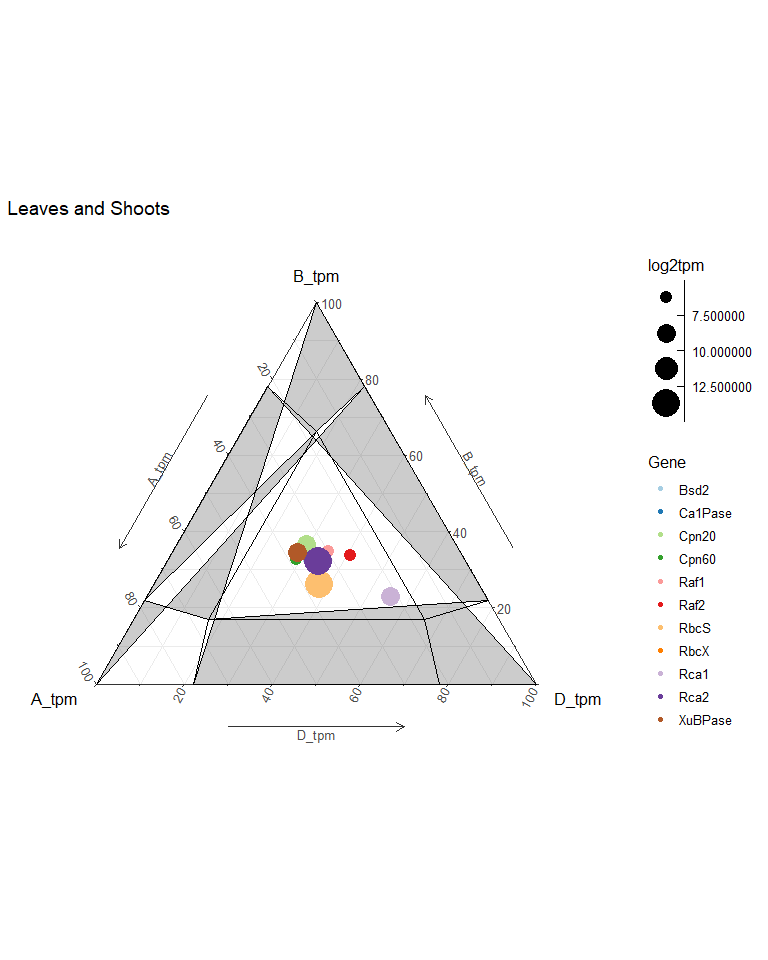 Leaves and Shoots
B_tpm
A_tpm
D_tpm
100
80
60
40
20
20
40
60
80
100
20
40
60
80
100
A_tpm
B_tpm
D_tpm
log2tpm
7.500000
10.000000
12.500000
Gene
Bsd2
Ca1Pase
Cpn20
Cpn60
Raf1
Raf2
RbcS
RbcX
Rca1
Rca2
XuBPase